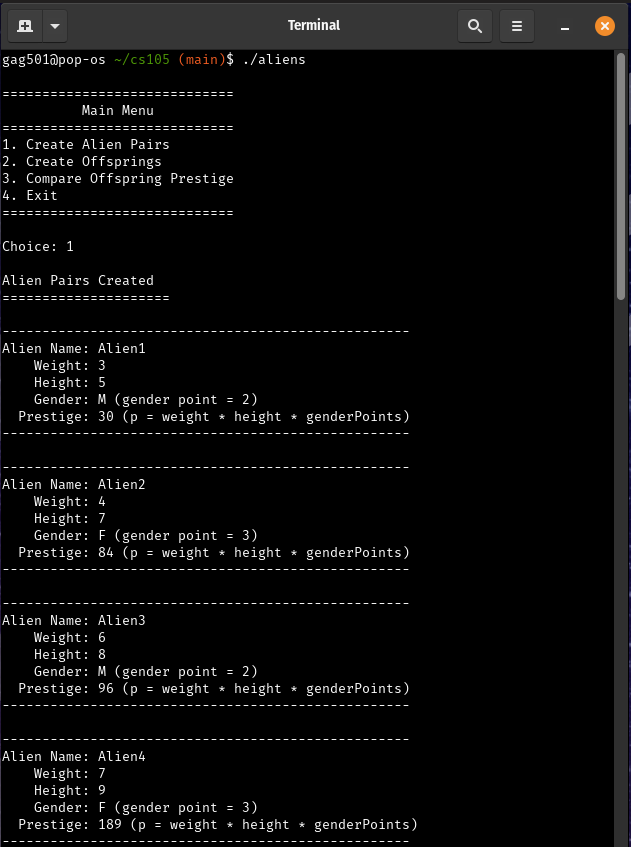 Terminal
gag501@pop-os ~/cs105 (main)$ ./aliens
=============================
Main Menu
=============================
1. Create Alien Pairs
2. Create Offsprings
3. Compare Offspring Prestige
4. Exit
=============================
Choice: 1
Alien Pairs Created
=====================
---------------------------------------------------
Alien Name: Alien1
Weight: 3
Height: 5
Gender: M (gender point = 2)
Prestige: 30 (p = weight * height * genderPoints)
---------------------------------------------------
---------------------------------------------------
Alien Name: Alien2
Weight: 4
Height: 7
Gender: F (gender point = 3)
Prestige: 84 (p = weight * height * genderPoints)
---------------------------------------------------
---------------------------------------------------
Alien Name: Alien3
Weight: 6
Height: 8
Gender: M (gender point = 2)
Prestige: 96 (p = weight * height * genderPoints)
---------------------------------------------------
---------------------------------------------------
Alien Name: Alien4
Weight: 7
Height: 9
Gender: F (gender point = 3)
Prestige: 189 (p = weight * height * genderPoints)
---------------------------------------------------